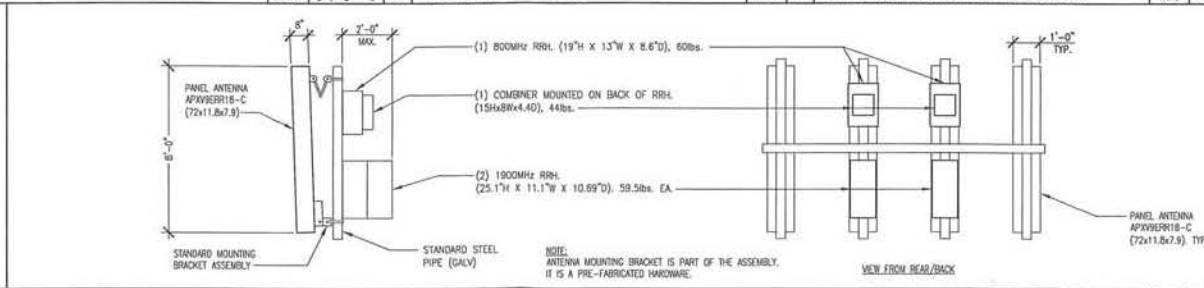 8"
2'-0"
MAX.
(1) 800MHz RRH. (19"H X 13"W X 8.6"D), 60lbs.
1'-0"
TYP.
PANEL ANTENNA
APXV9ERR18-C
(72x11.8x7.9)
(1) COMBINER MOUNTED ON BACK OF RRH.
(15Hx8Wx4.4D), 44lbs.
6'-0"
(2) 1900MHz RRH.
(25.1"H X 11.1"W X 10.69"D). 59.5lbs. EA.
STANDARD MOUNTING
BRACKET ASSEMBLY
STANDARD STEEL
PIPE (GALV)
NOTE:
ANTENNA MOUNTING BRACKET IS PART OF THE ASSEMBLY.
IT IS A PRE-FABRICATED HARDWARE.
VIEW FROM REAR/BACK
PANEL ANTENNA
APXV9ERR18-C
(72x11.8x7.9). TYP